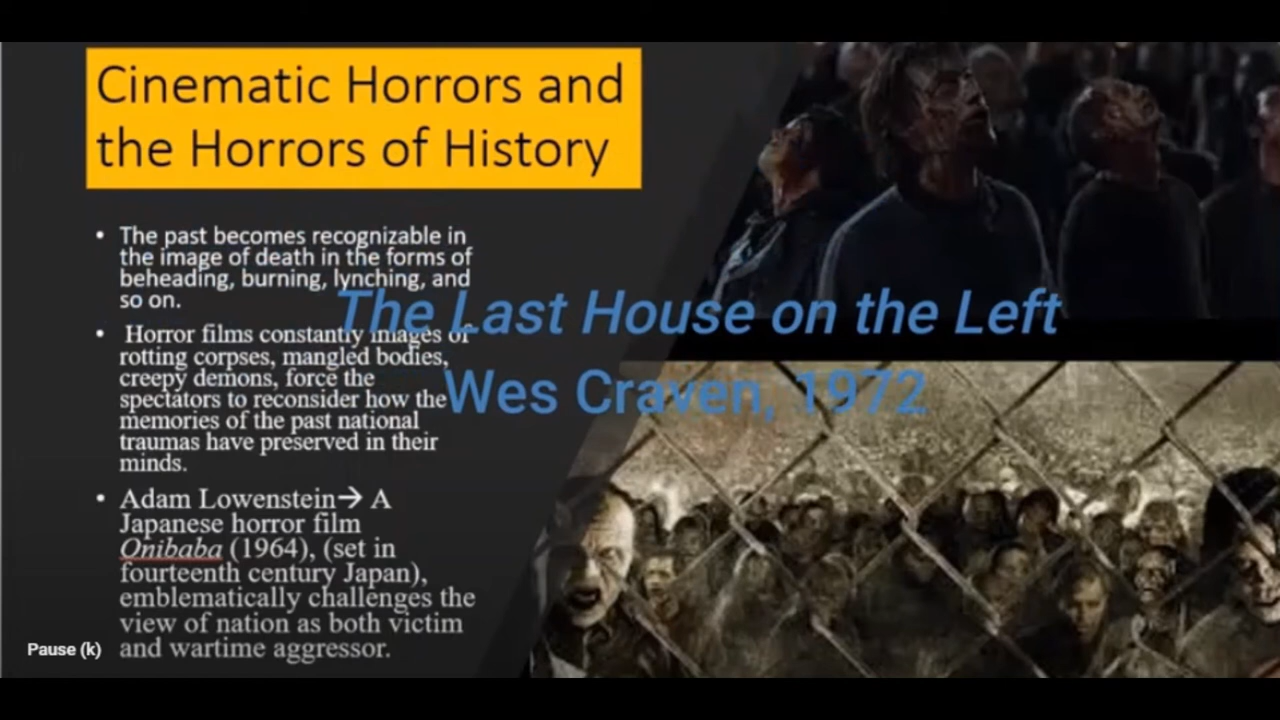 Cinematic Horrors and
the Horrors of History
• The past becomes recognizable in
the image of death in the forms of
beheading, burning, lynching, and
so on.
• Horror films constantly images of
rotting corpses, mangled bodies,
creepy demons, force the
spectators to reconsider how the
memories of the past national
traumas have preserved in their
minds.
• Adam Lowenstein→ A
Japanese horror film
Onibaba (1964), (set in
fourteenth century Japan),
emblematically challenges the
view of nation as both victim
and wartime aggressor.
The Last House on the Left
Wes Craven, 1972
Pause (k)